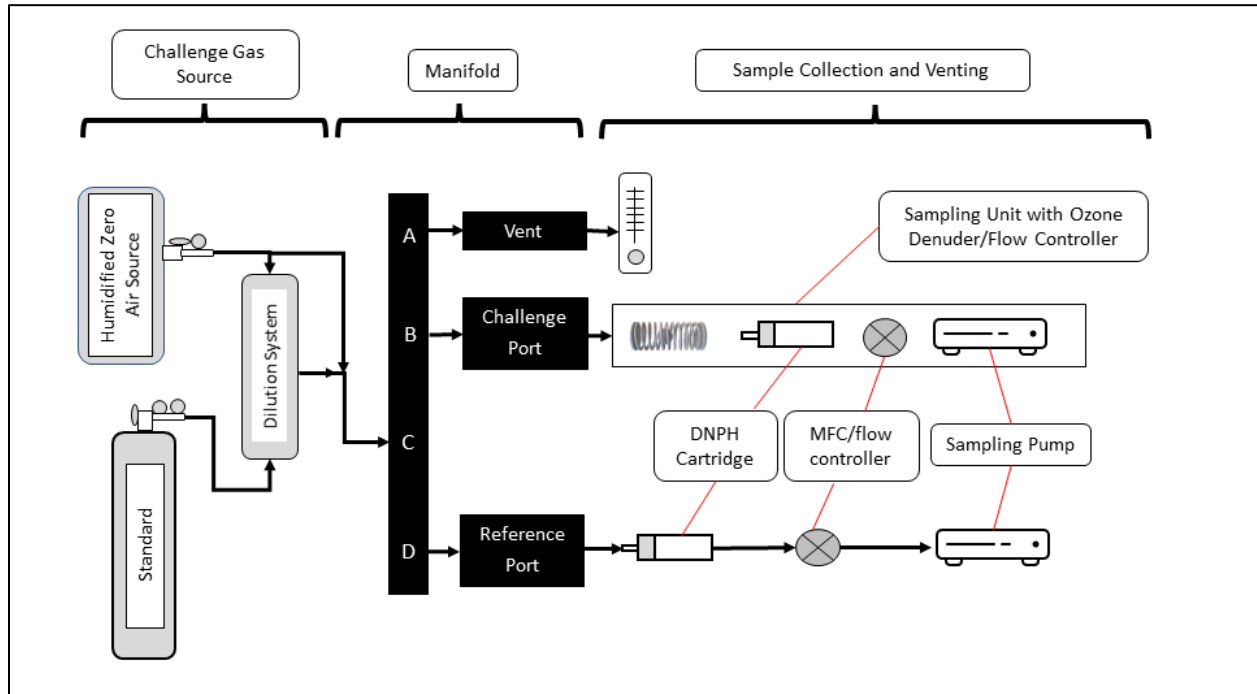 Challenge Gas
Source
Manifold
Sample Collection and Venting
Humidified Zero
Air Source
Dilution System
Standard
A
Vent
B
Challenge
Port
C
D
Reference
Port
Sampling Unit with Ozone
Denuder/Flow Controller
DNPH
Cartridge
MFC/flow
controller
Sampling Pump